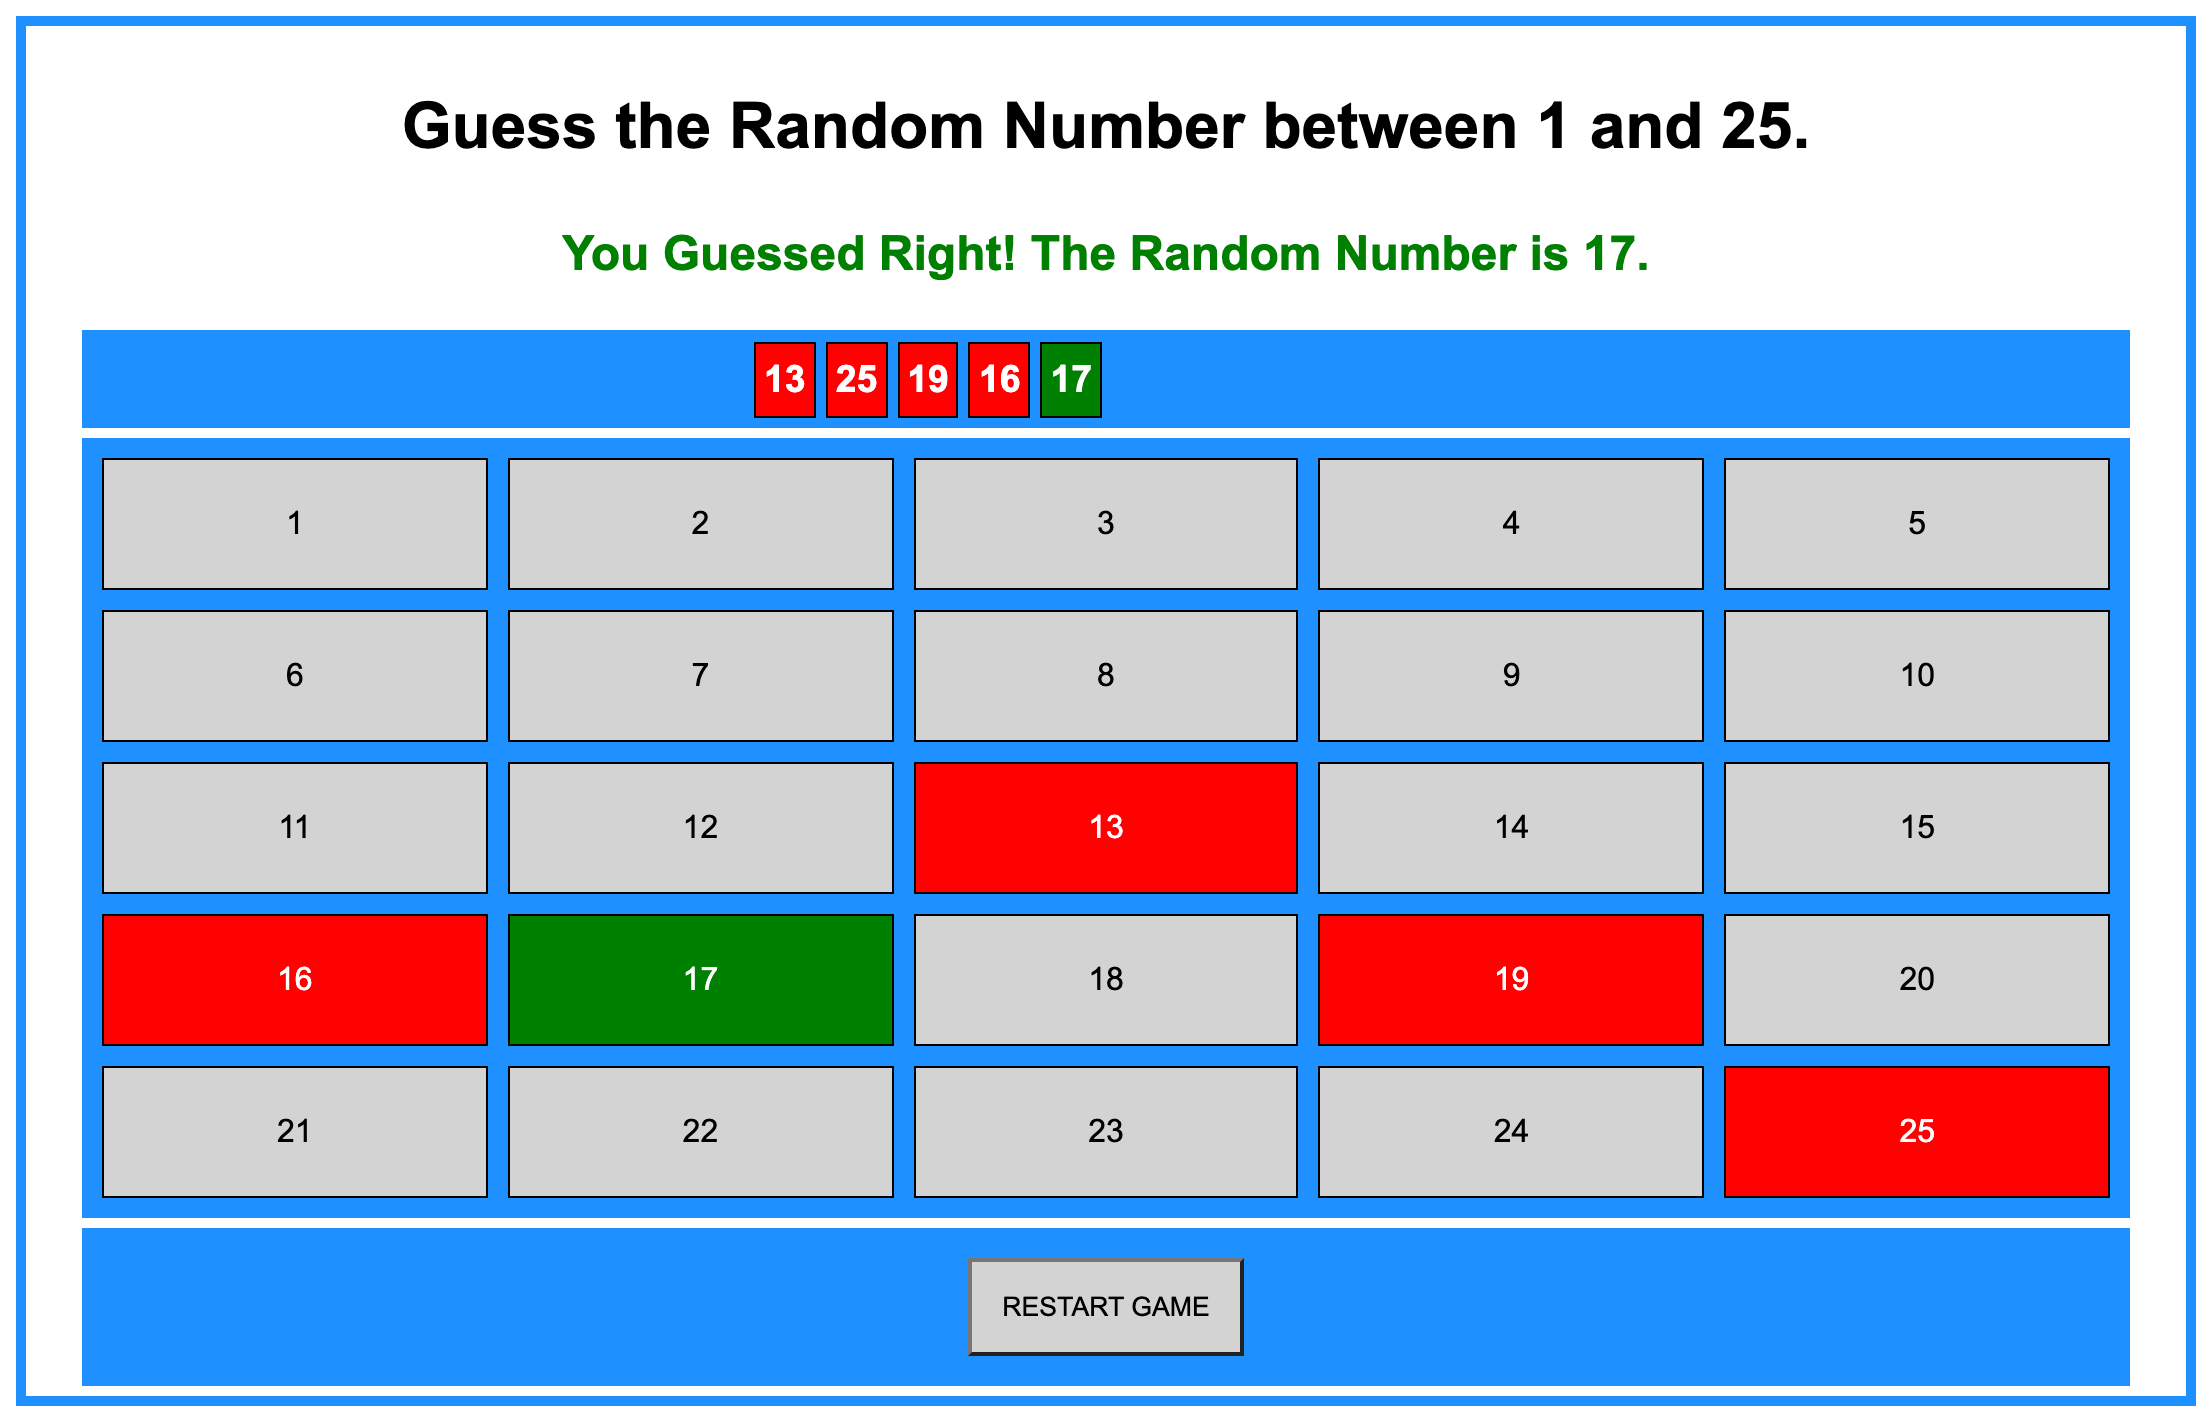 Guess the Random Number between 1 and 25.
You Guessed Right! The Random Number is 17.
13 25 19 16 17
1 2 3 4 5
6 7 8 9 10
11 12 13 14 15
16 17 18 19 20
21 22 23 24 25
RESTART GAME